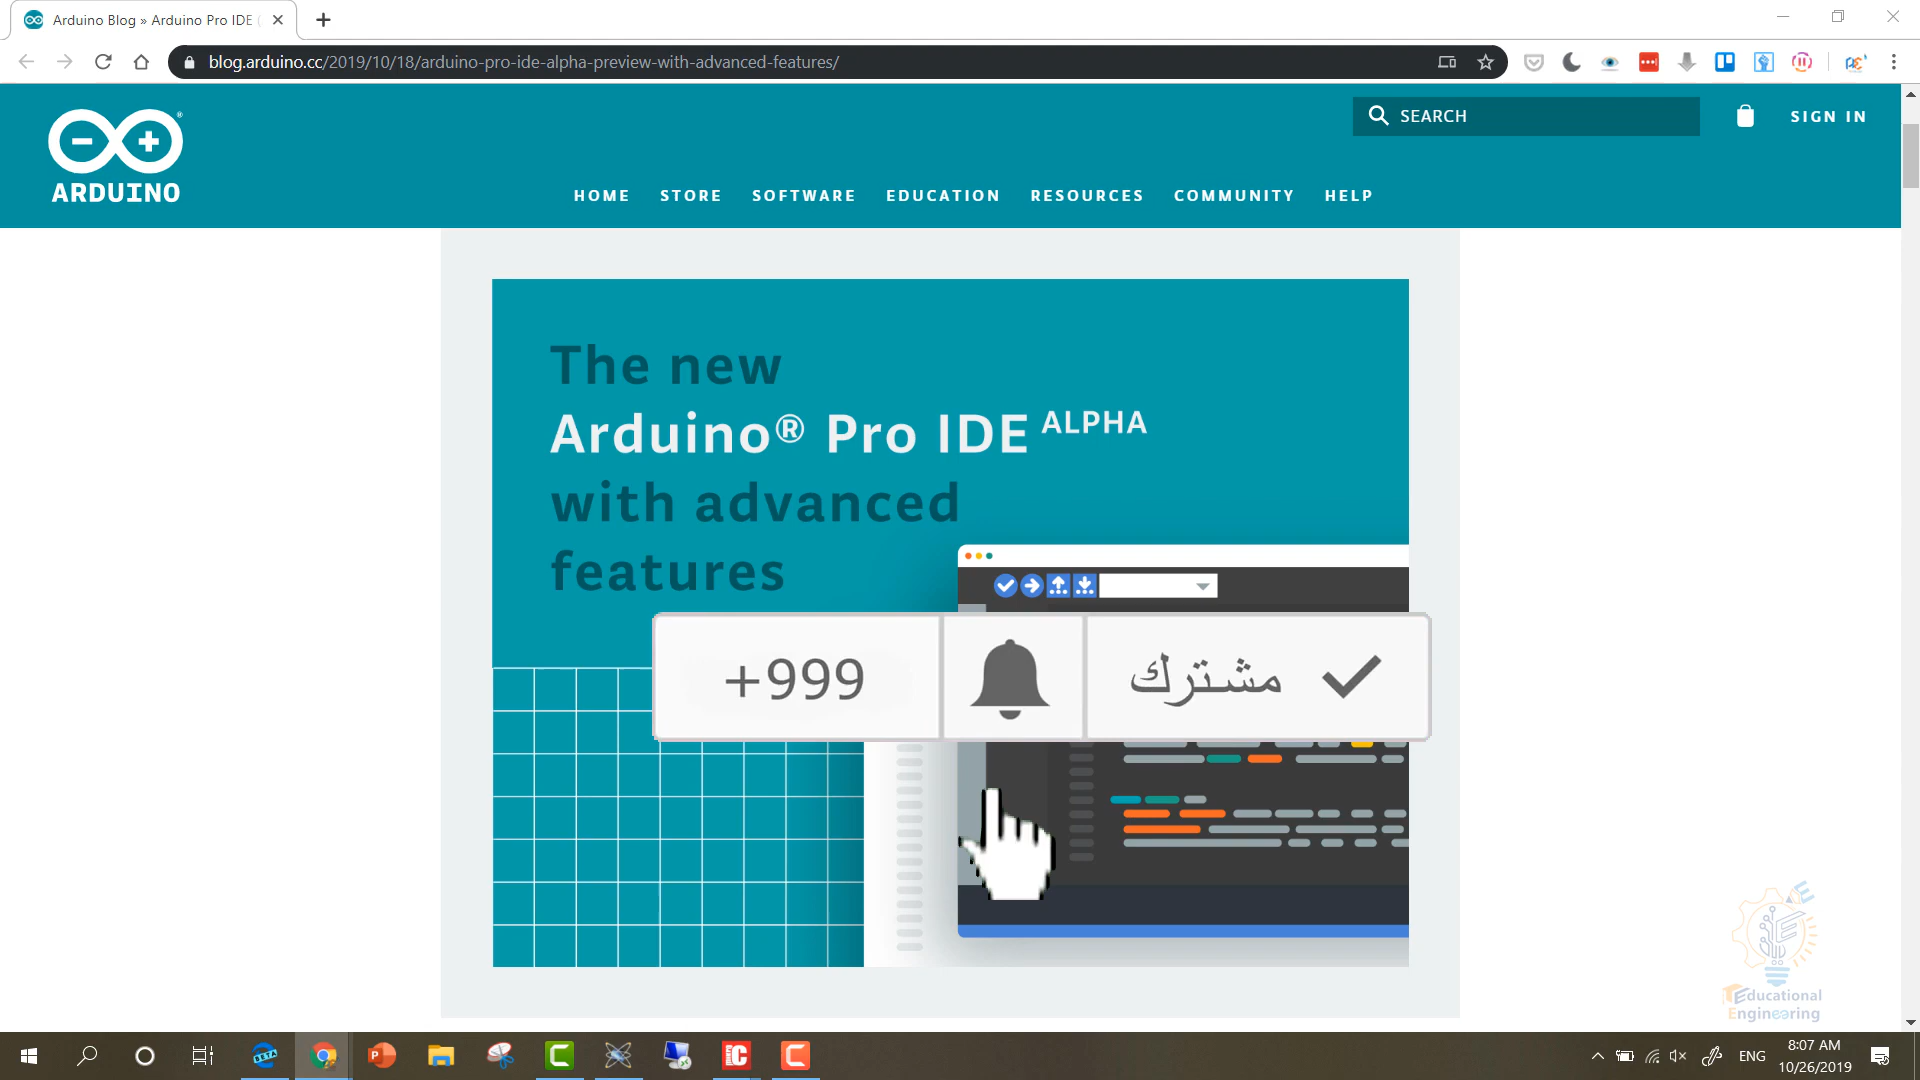 Arduino Blog » Arduino Pro IDE (
blog.arduino.cc/2019/10/18/arduino-pro-ide-alpha-preview-with-advanced-features/
ARDUINO
SEARCH
SIGN IN
HOME STORE SOFTWARE EDUCATION RESOURCES COMMUNITY HELP
The new
Arduino® Pro IDE ALPHA
with advanced
features
+999 مشترك
Educational
Engineering
BETA
ENG
8:07 AM
10/26/2019